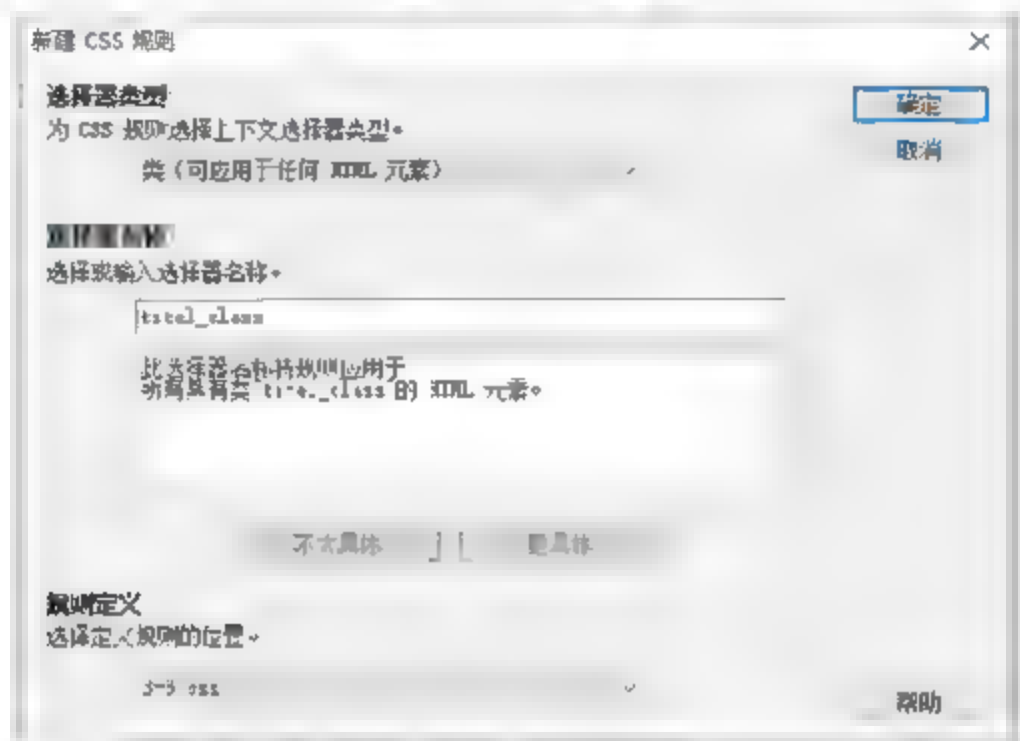 新建 CSS 规则
选择器类型
确定
为 CSS 规则选择上下文选择器类型。
取消
类（可应用于任何 HTML 元素）
选择或输入选择器名称。
此选择器名称将规则应用于
所有具有类 的 HTML 元素。
不太具体
更具体
规则定义
选择定义规则的位置。
帮助